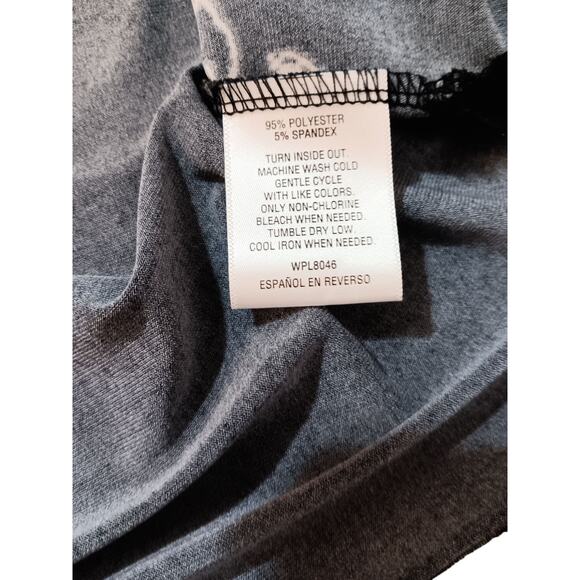 95% POLYESTER
5% SPANDEX
TURN INSIDE OUT.
MACHINE WASH COLD
GENTLE CYCLE
WITH LIKE COLORS.
ONLY NON-CHLORINE
BLEACH WHEN NEEDED.
TUMBLE DRY LOW.
COOL IRON WHEN NEEDED.
WPL8046
ESPAÑOL EN REVERSO